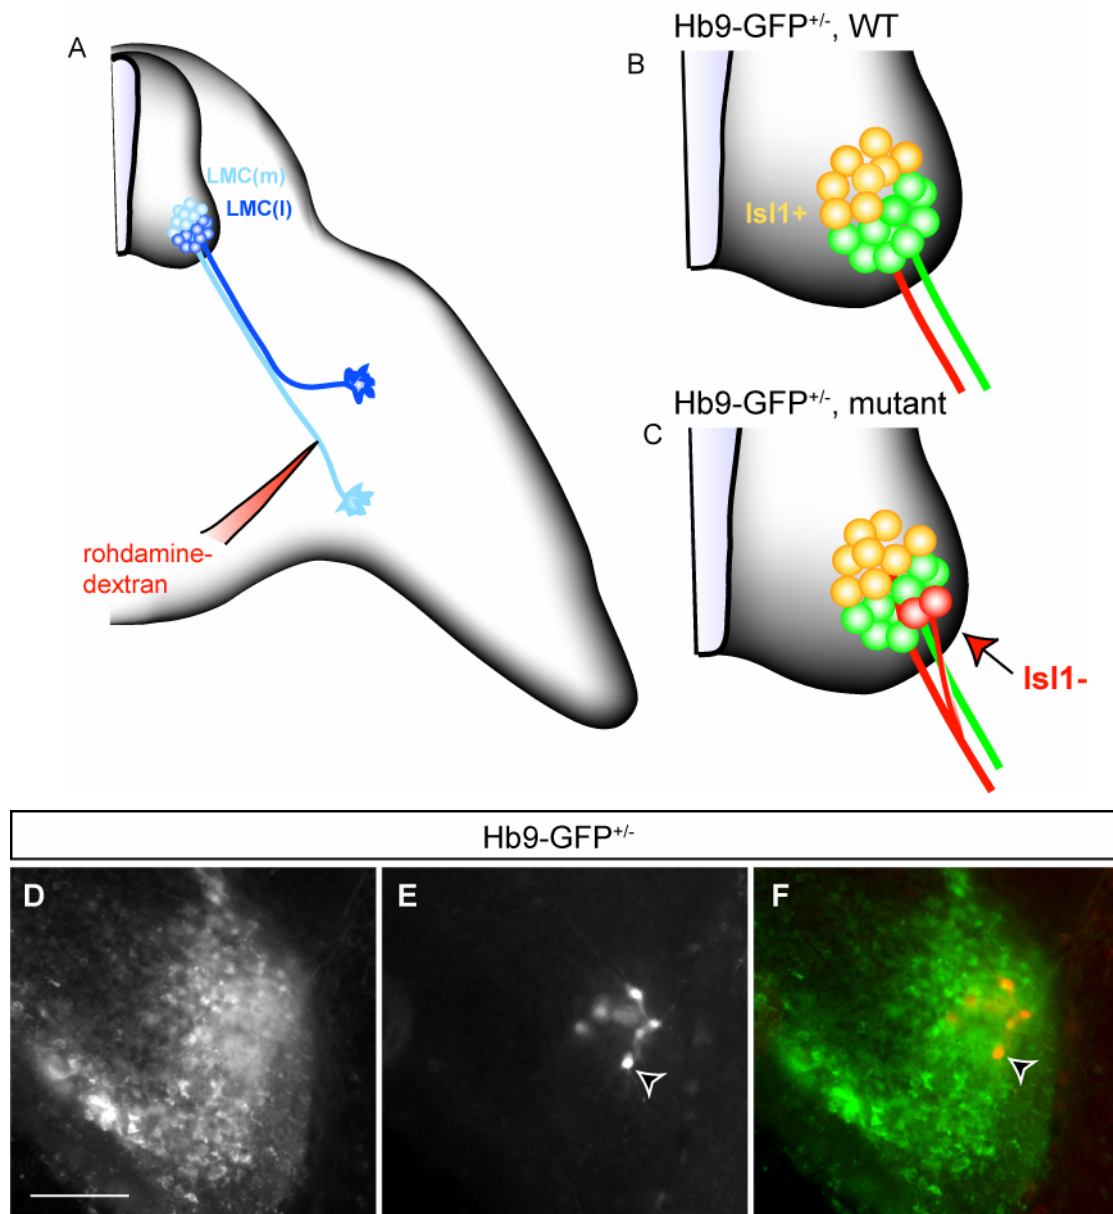 A
LMC(m)
LMC(l)
rohdamine-
dextran
Hb9-GFP+/-, WT
B
Isl1+
Hb9-GFP+/-, mutant
C
Isl1-
Hb9-GFP+/-
D
E
F